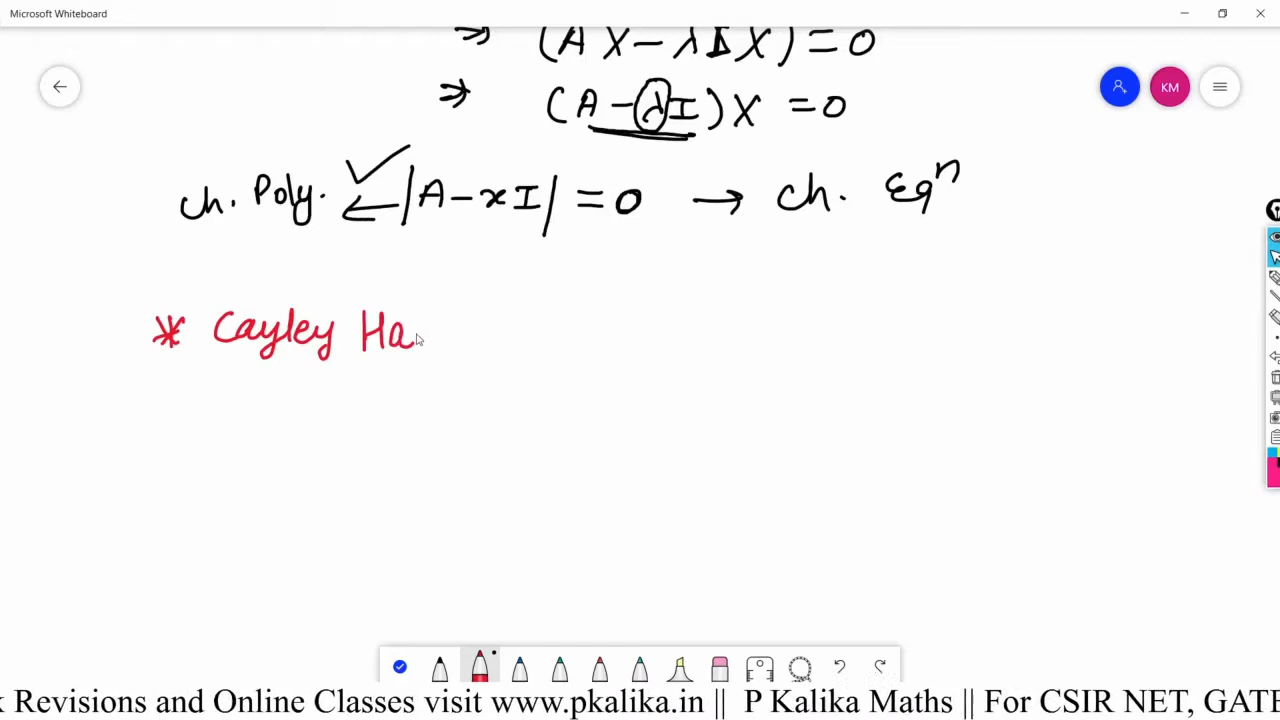 Microsoft Whiteboard
⇒ (AX − λIX) = 0
KM
⇒ (A − λI)X = 0
ch. Poly. ← |A − xI| = 0 → ch. Eqⁿ
* Cayley Ha
k Revisions and Online Classes visit www.pkalika.in || P Kalika Maths || For CSIR NET, GATE